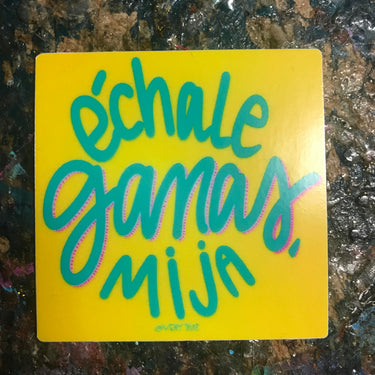 échale
ganas,
mija